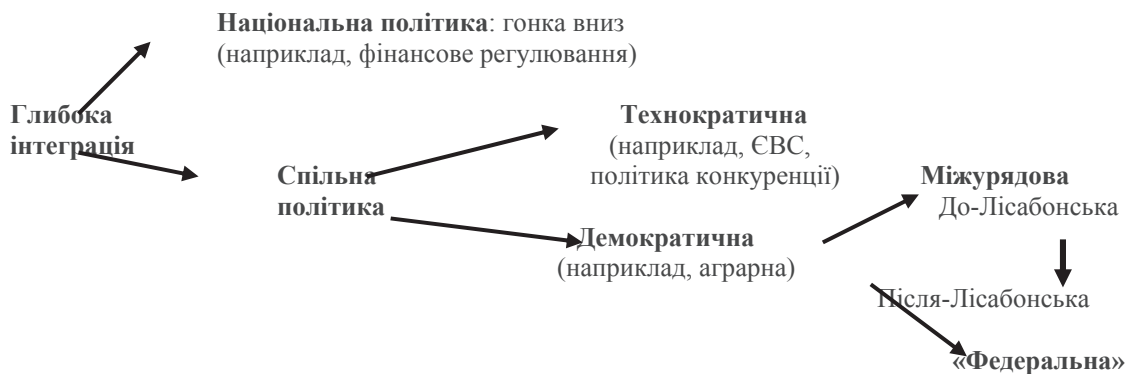 Національна політика: гонка вниз
(наприклад, фінансове регулювання)
Глибока
інтеграція
Спільна
політика
Технократична
(наприклад, ЄВС,
політика конкуренції)
Демократична
(наприклад, аграрна)
Міжурядова
До-Лісабонська
Після-Лісабонська
«Федеральна»